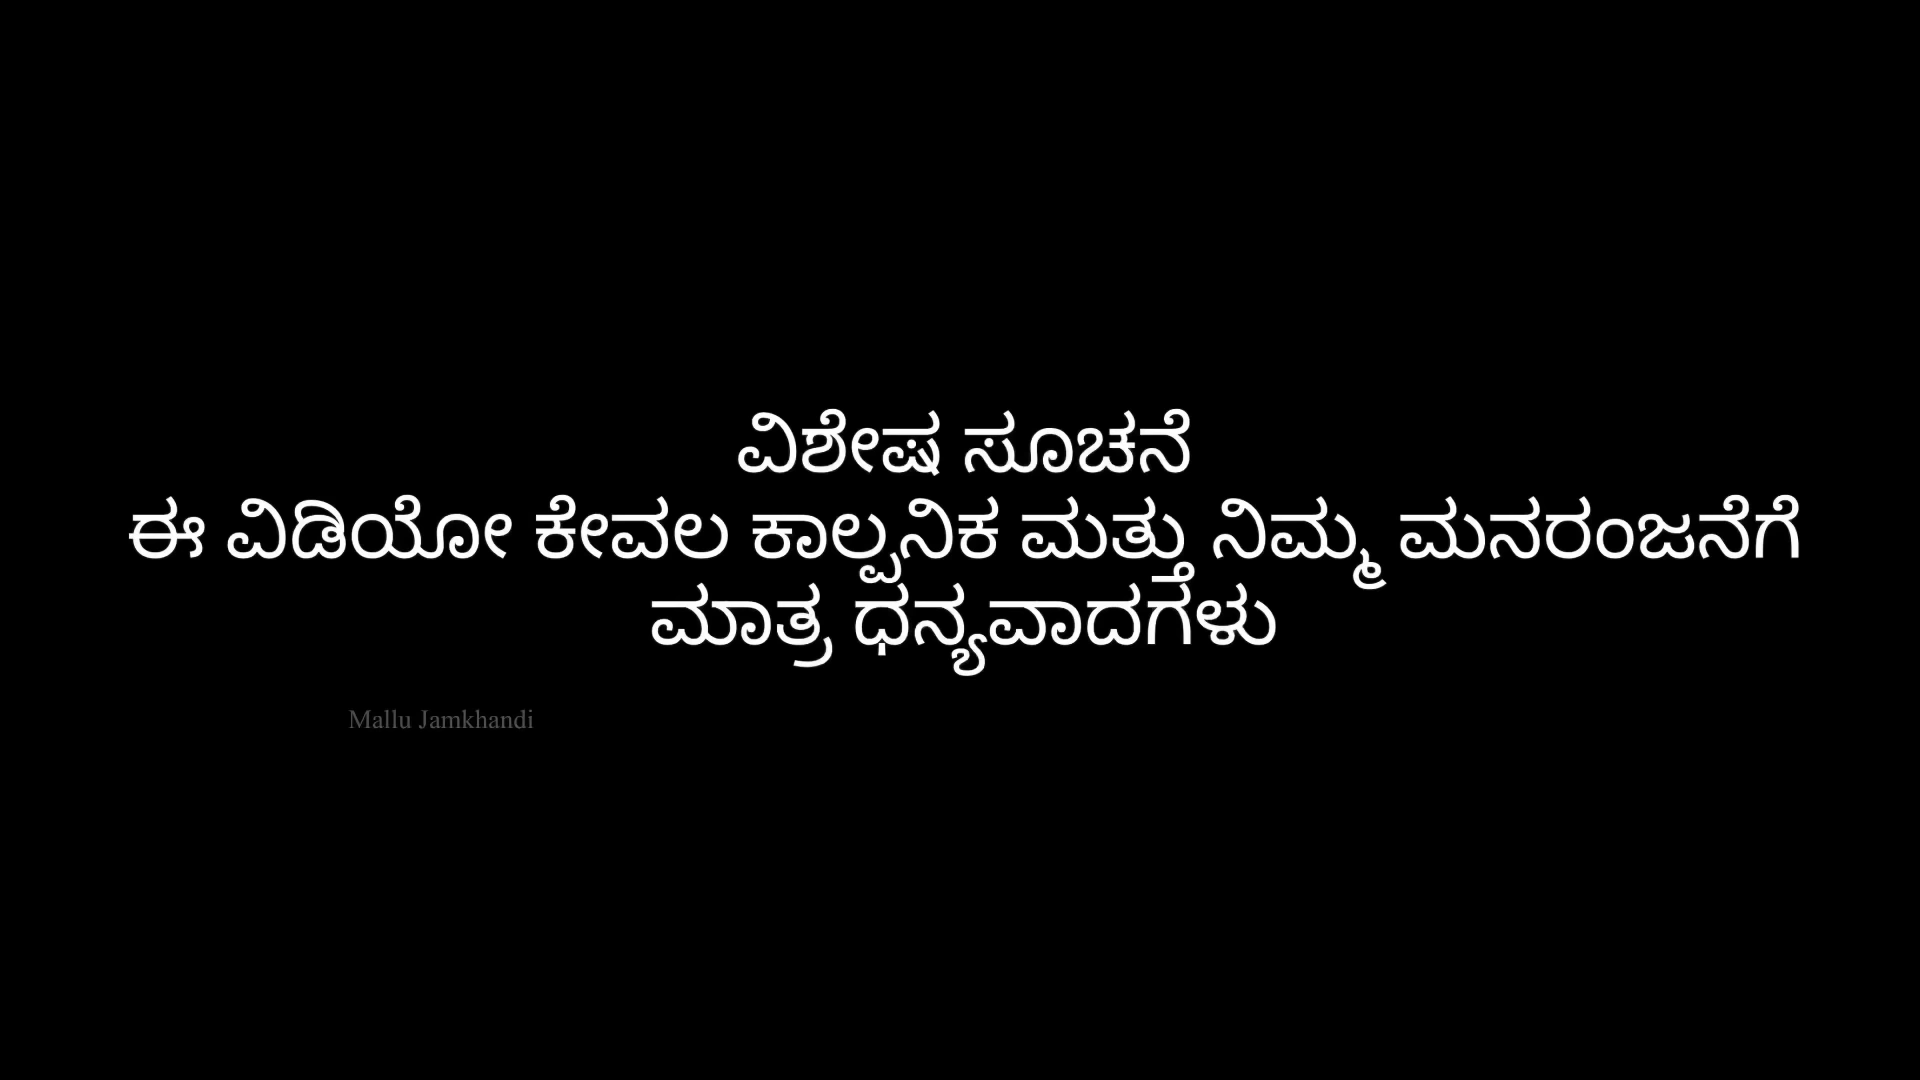 ವಿಶೇಷ ಸೂಚನೆ
ಈ ವಿಡಿಯೋ ಕೇವಲ ಕಾಲ್ಪನಿಕ ಮತ್ತು ನಿಮ್ಮ ಮನರಂಜನೆಗೆ
ಮಾತ್ರ ಧನ್ಯವಾದಗಳು
Mallu Jamkhandi